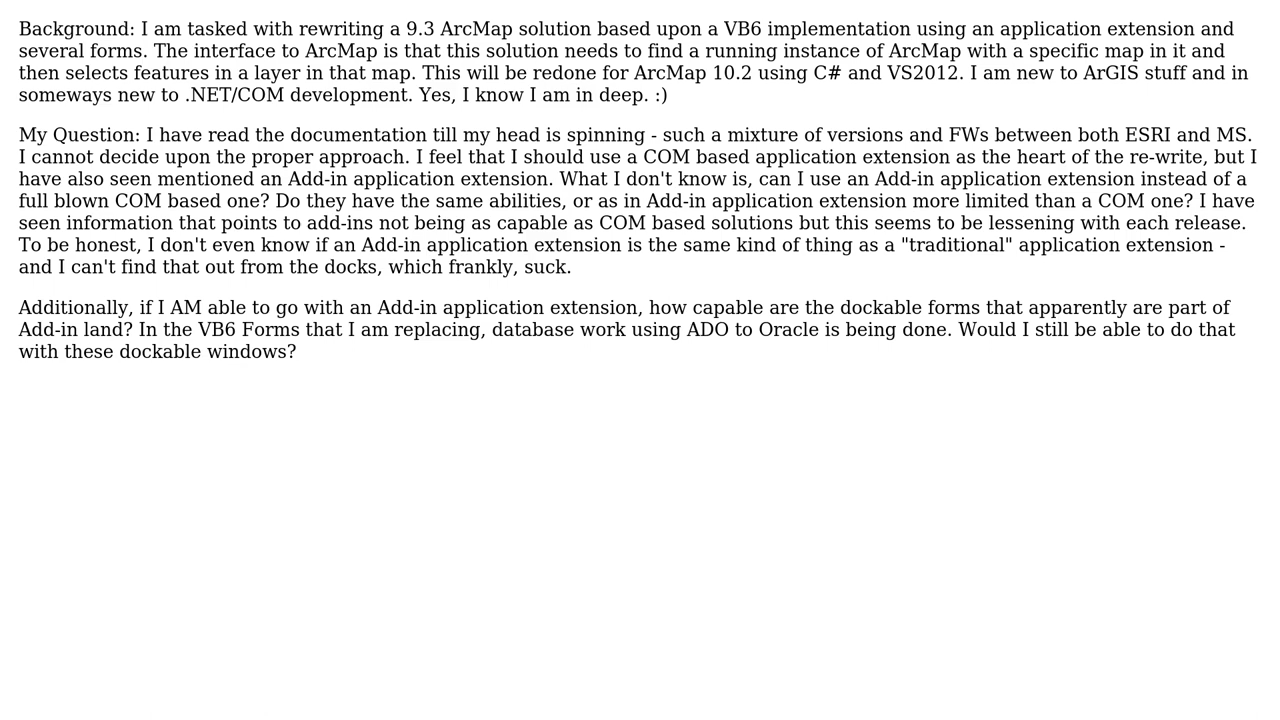 Background: I am tasked with rewriting a 9.3 ArcMap solution based upon a VB6 implementation using an application extension and
several forms. The interface to ArcMap is that this solution needs to find a running instance of ArcMap with a specific map in it and
then selects features in a layer in that map. This will be redone for ArcMap 10.2 using C# and VS2012. I am new to ArGIS stuff and in
someways new to .NET/COM development. Yes, I know I am in deep. :)
My Question: I have read the documentation till my head is spinning - such a mixture of versions and FWs between both ESRI and MS.
I cannot decide upon the proper approach. I feel that I should use a COM based application extension as the heart of the re-write, but I
have also seen mentioned an Add-in application extension. What I don't know is, can I use an Add-in application extension instead of a
full blown COM based one? Do they have the same abilities, or as in Add-in application extension more limited than a COM one? I have
seen information that points to add-ins not being as capable as COM based solutions but this seems to be lessening with each release.
To be honest, I don't even know if an Add-in application extension is the same kind of thing as a "traditional" application extension -
and I can't find that out from the docks, which frankly, suck.
Additionally, if I AM able to go with an Add-in application extension, how capable are the dockable forms that apparently are part of
Add-in land? In the VB6 Forms that I am replacing, database work using ADO to Oracle is being done. Would I still be able to do that
with these dockable windows?